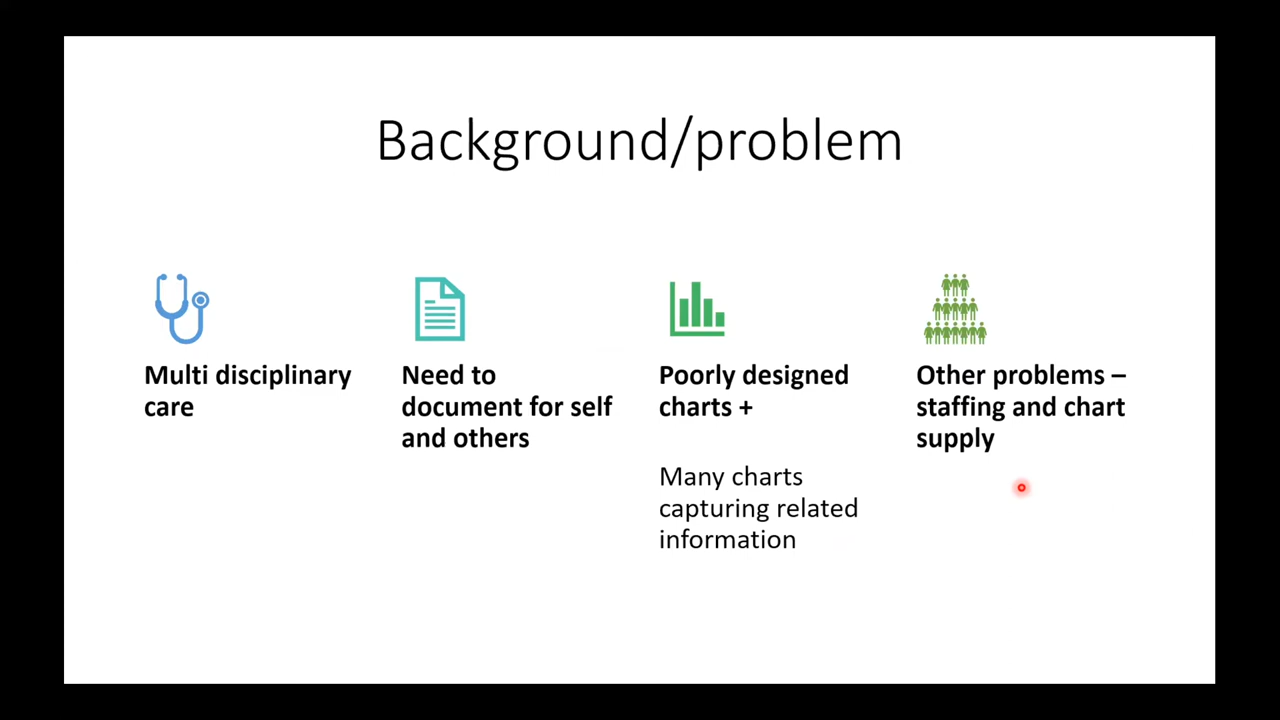 Background/problem
Multi disciplinary
care
Need to
document for self
and others
Poorly designed
charts +
Many charts
capturing related
information
Other problems –
staffing and chart
supply